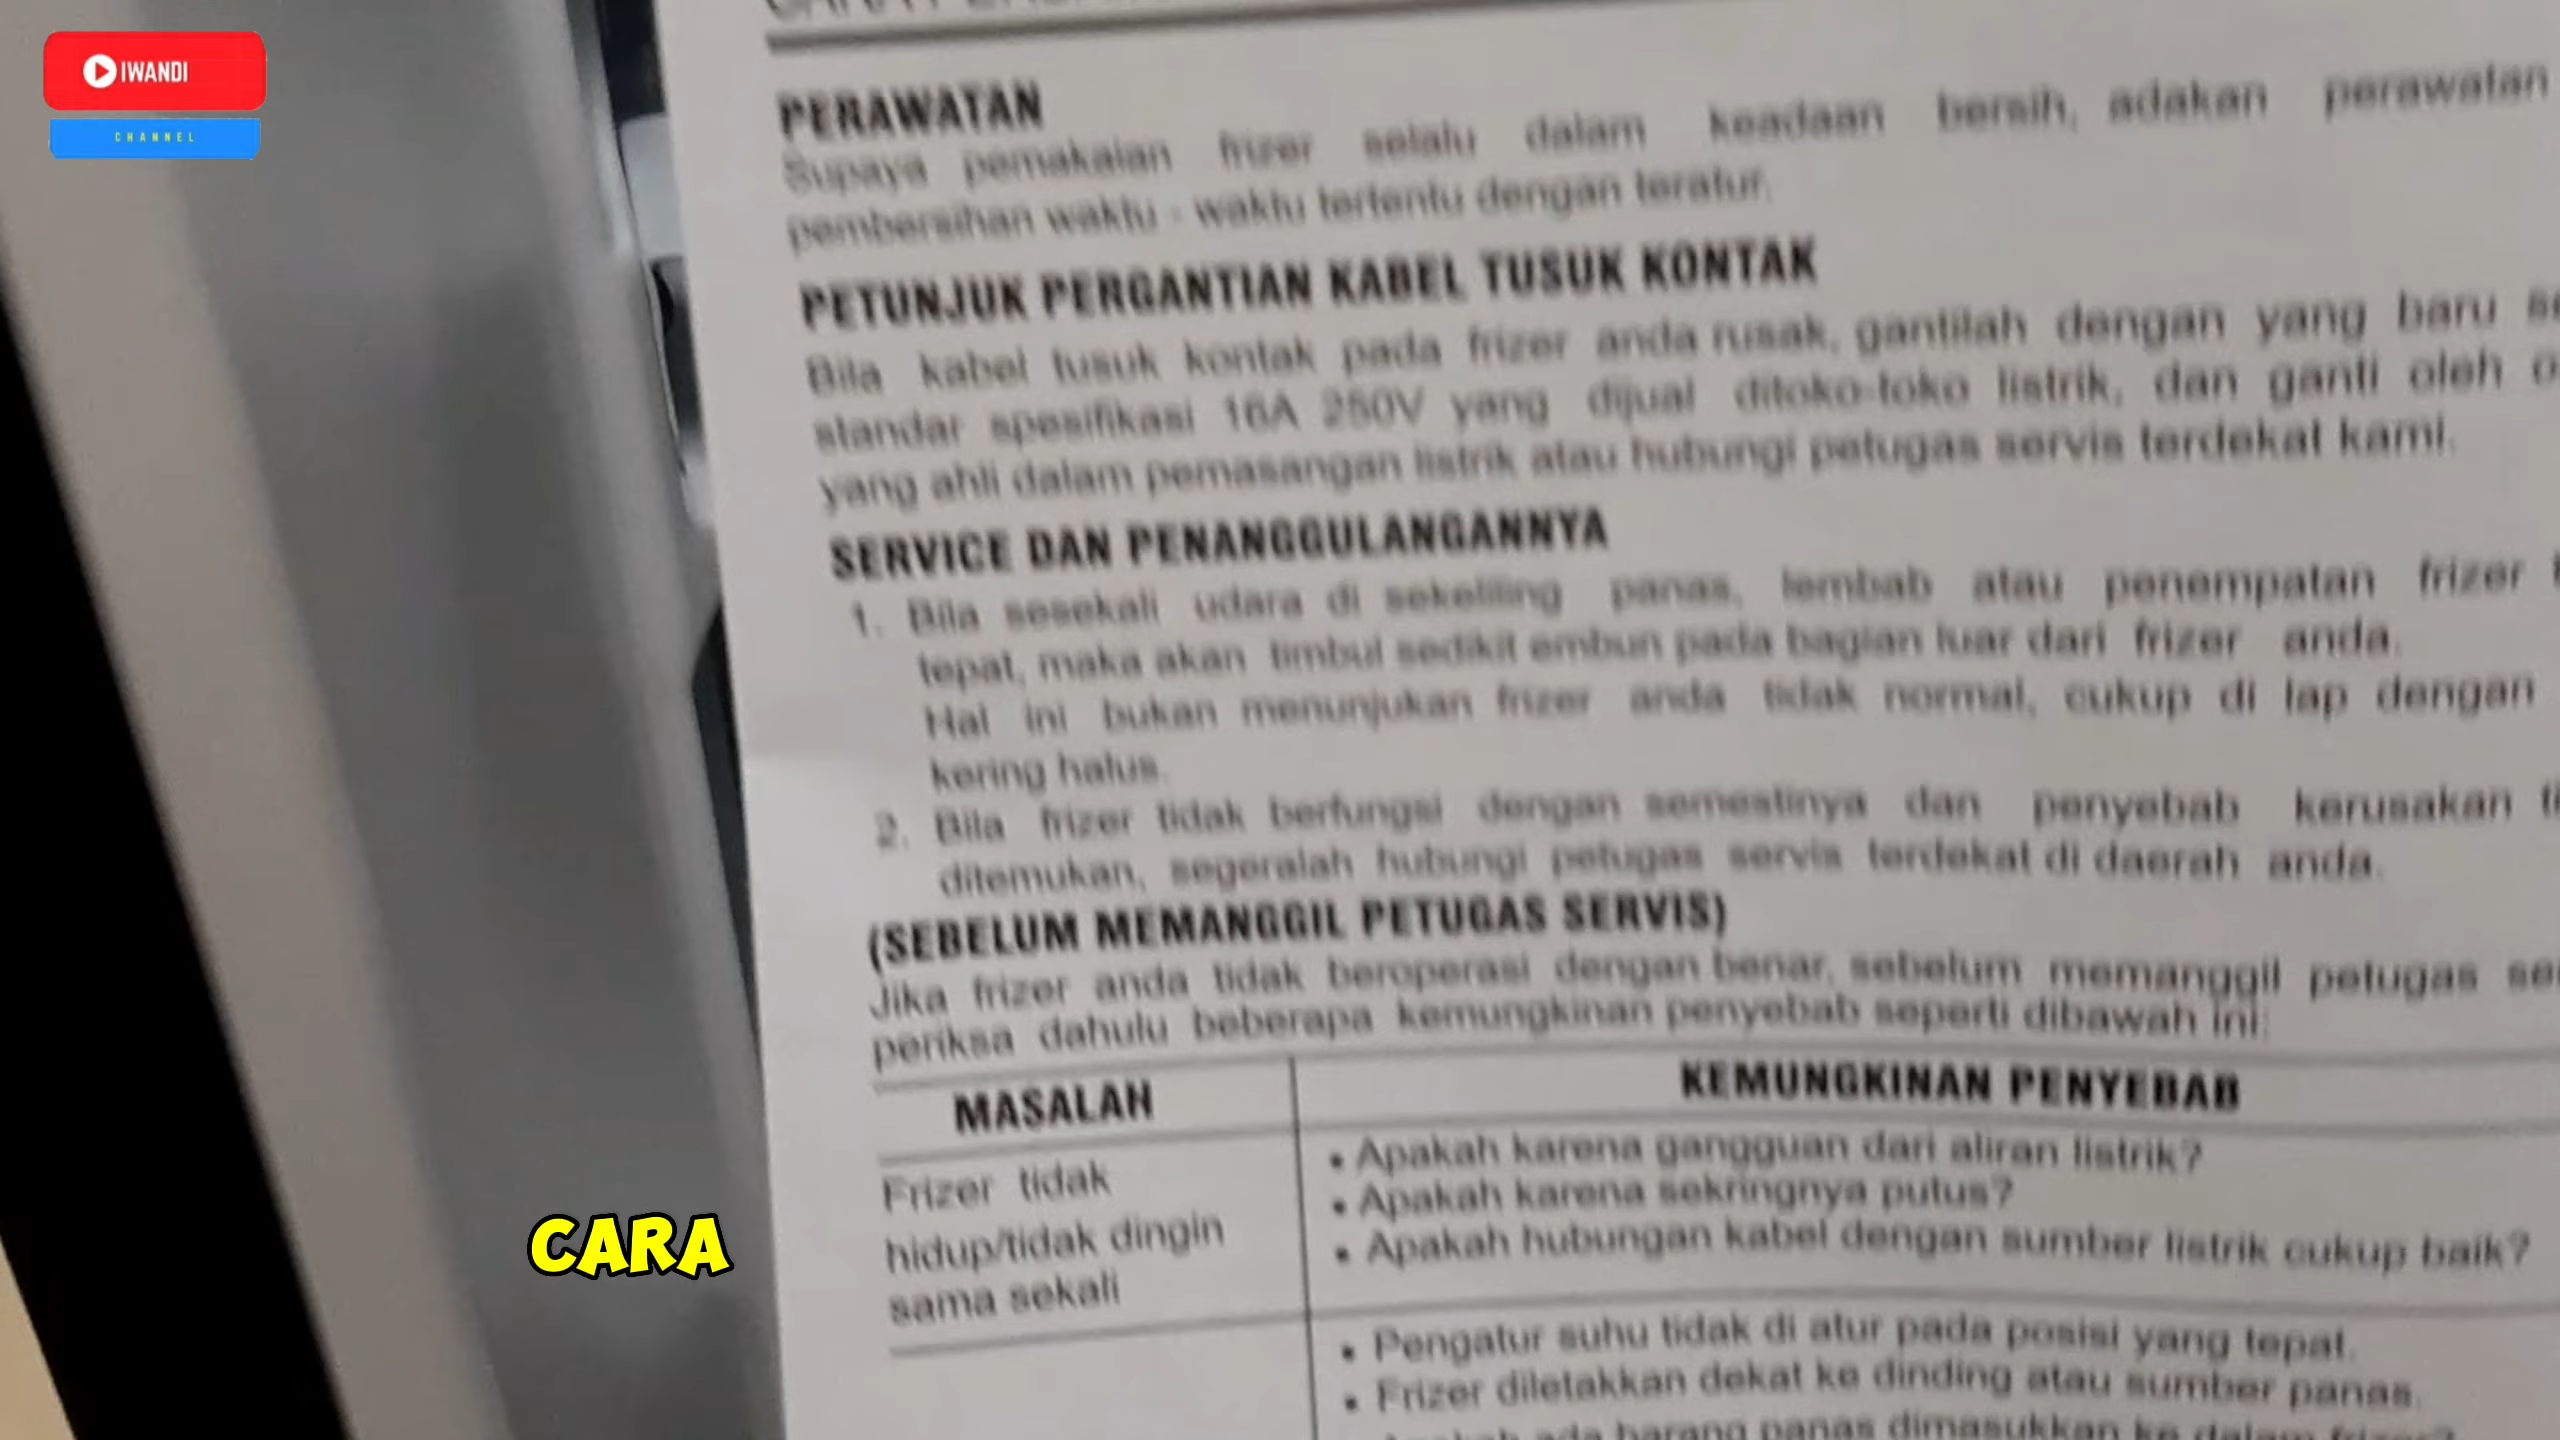 IWANDI
CHANNEL
PERAWATAN
Supaya pemakaian frizer selalu dalam keadaan bersih, adakan perawatan
pembersihan waktu - waktu tertentu dengan teratur.
PETUNJUK PERGANTIAN KABEL TUSUK KONTAK
Bila kabel tusuk kontak pada frizer anda rusak, gantilah dengan yang baru
standar spesifikasi 16A 250V yang dijual ditoko-toko listrik, dan ganti oleh
yang ahli dalam pemasangan listrik atau hubungi petugas servis terdekat kami.
SERVICE DAN PENANGGULANGANNYA
1. Bila sesekali udara di sekeliling panas, lembab atau penempatan frizer
tepat, maka akan timbul sedikit embun pada bagian luar dari frizer anda.
Hal ini bukan menunjukan frizer anda tidak normal, cukup di lap dengan
kering halus.
2. Bila frizer tidak berfungsi dengan semestinya dan penyebab kerusakan
ditemukan, segeralah hubungi petugas servis terdekat di daerah anda.
(SEBELUM MEMANGGIL PETUGAS SERVIS)
Jika frizer anda tidak beroperasi dengan benar, sebelum memanggil petugas
periksa dahulu beberapa kemungkinan penyebab seperti dibawah ini:
MASALAH
KEMUNGKINAN PENYEBAB
Frizer tidak
hidup/tidak dingin
sama sekali
• Apakah karena gangguan dari aliran listrik?
• Apakah karena sekringnya putus?
• Apakah hubungan kabel dengan sumber listrik cukup baik?
• Pengatur suhu tidak di atur pada posisi yang tepat.
• Frizer diletakkan dekat ke dinding atau sumber panas.
CARA